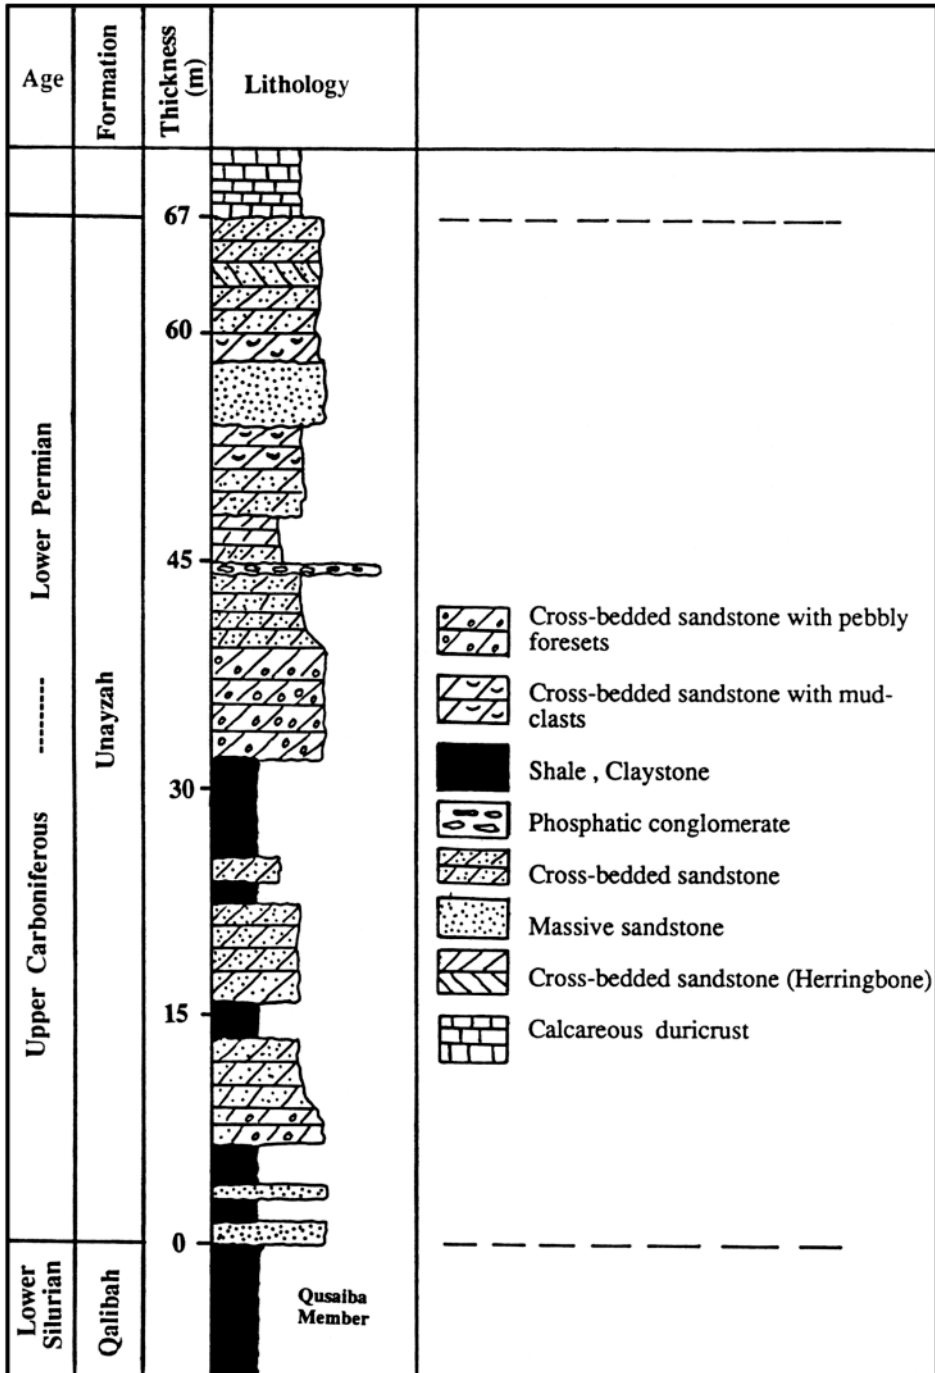 Age
Formation
Thickness
(m)
Lithology
67
60
45
30
15
0
Lower Permian
--------
Upper Carboniferous
Unayzah
Lower
Silurian
Qalibah
Qusaiba
Member
Cross-bedded sandstone with pebbly
foresets
Cross-bedded sandstone with mud-
clasts
Shale , Claystone
Phosphatic conglomerate
Cross-bedded sandstone
Massive sandstone
Cross-bedded sandstone (Herringbone)
Calcareous duricrust